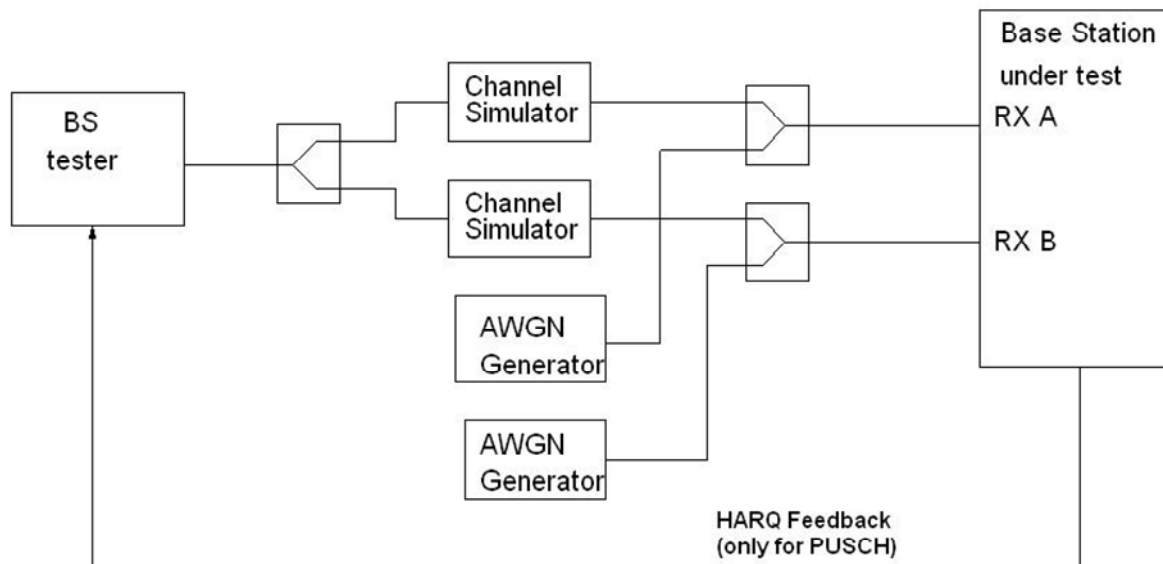 Base Station
under test
RX A
RX B
BS
tester
Channel
Simulator
Channel
Simulator
AWGN
Generator
AWGN
Generator
HARQ Feedback
(only for PUSCH)